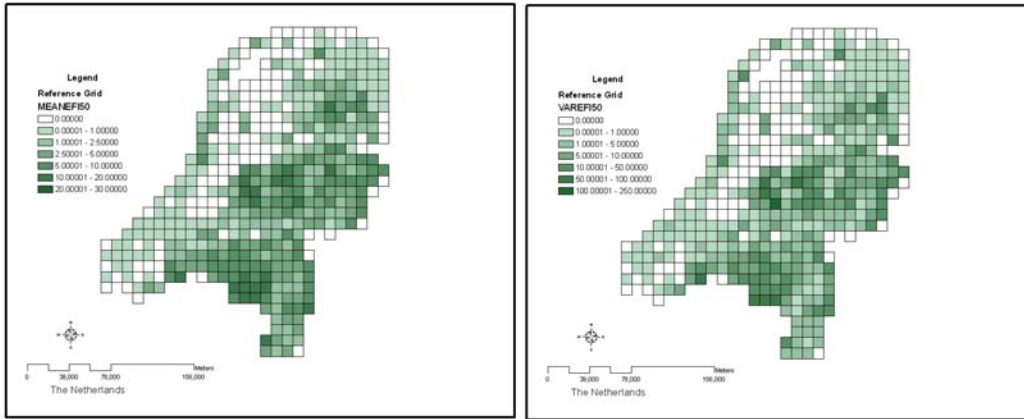 Legend
Reference Grid
MEANEFI50
0.00000
0.00001 - 1.00000
1.00001 - 2.50000
2.50001 - 5.00000
5.00001 - 10.00000
10.00001 - 20.00000
20.00001 - 30.00000
Meters
0 39,000 78,000 156,000
The Netherlands
Legend
Reference Grid
VAREFI50
0.00000
0.00001 - 1.00000
1.00001 - 5.00000
5.00001 - 10.00000
10.00001 - 50.00000
50.00001 - 100.00000
100.00001 - 250.00000
Meters
0 39,000 78,000 156,000
The Netherlands